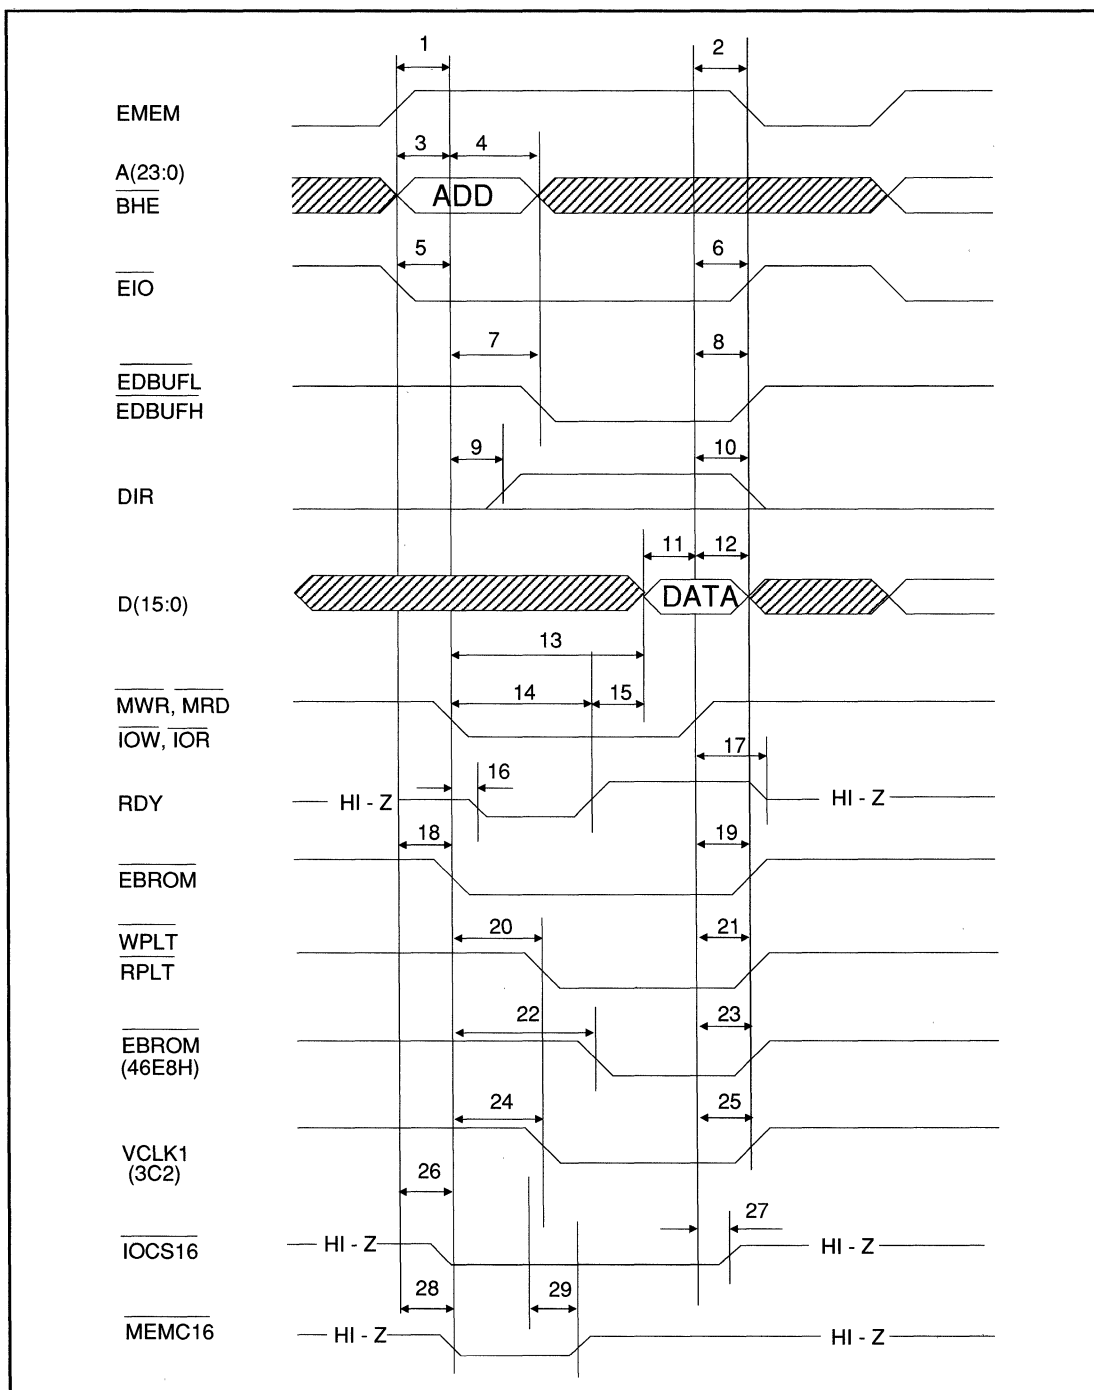 1 2
EMEM
3 4
A(23:0)
BHE
ADD
5 6
EIO
7 8
EDBUFL
EDBUFH
9 10
DIR
11 12
D(15:0)
DATA
13
14 15
MWR, MRD
IOW, IOR
17
16
RDY
HI - Z HI - Z
18 19
EBROM
20 21
WPLT
RPLT
22 23
EBROM
(46E8H)
24 25
VCLK1
(3C2)
26
27
IOCS16
HI - Z HI - Z
28 29
MEMC16
HI - Z HI - Z